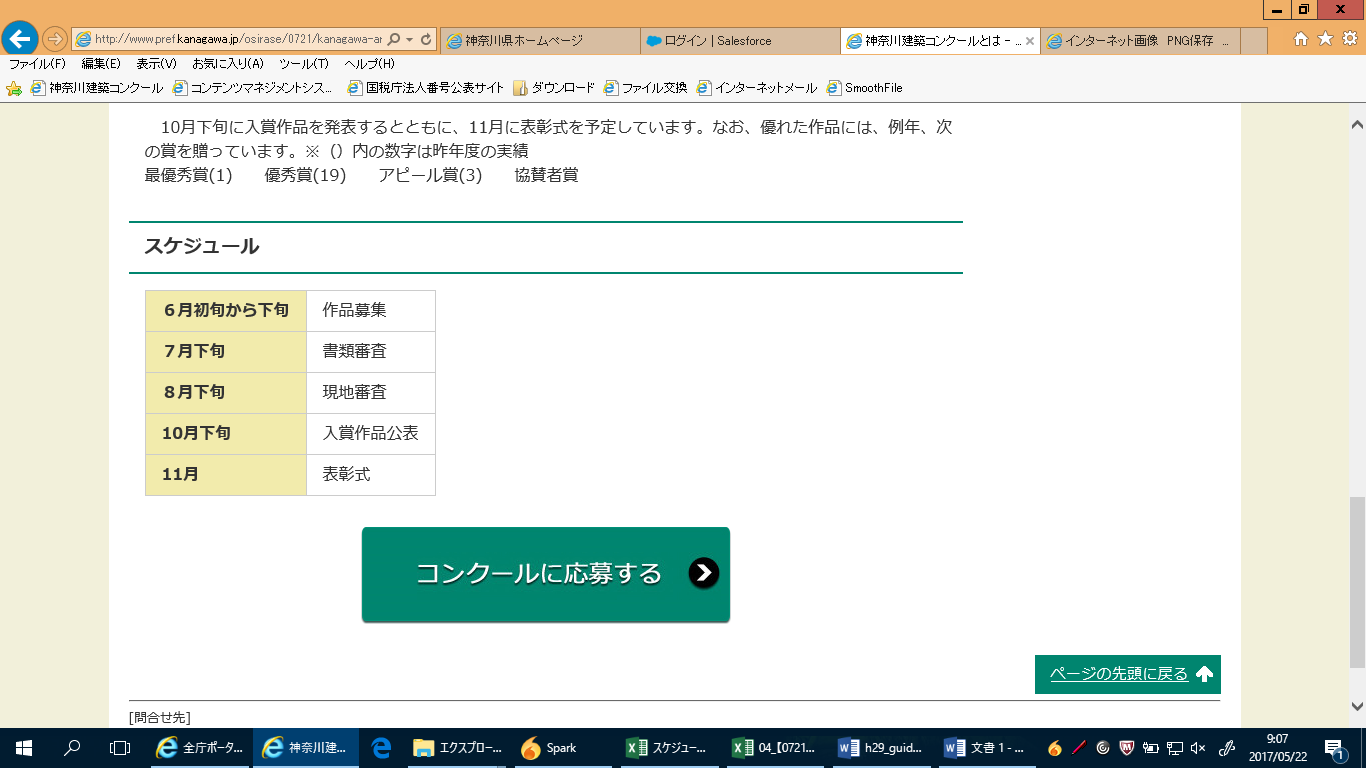 http://www.pref.kanagawa.jp/osirase/0721/kanagawa-ar
神奈川県ホームページ
ログイン | Salesforce
神奈川建築コンクールとは - ...
インターネット画像 PNG保存 ...
ファイル(F) 編集(E) 表示(V) お気に入り(A) ツール(T) ヘルプ(H)
神奈川建築コンクール コンテンツマネジメントシス... 国税庁法人番号公表サイト ダウンロード ファイル交換 インターネットメール SmoothFile
10月下旬に入賞作品を発表するとともに、11月に表彰式を予定しています。なお、優れた作品には、例年、次
の賞を贈っています。※（）内の数字は昨年度の実績
最優秀賞(1)　　優秀賞(19)　　アピール賞(3)　　協賛者賞
スケジュール
６月初旬から下旬 作品募集
７月下旬 書類審査
８月下旬 現地審査
10月下旬 入賞作品公表
11月 表彰式
コンクールに応募する
ページの先頭に戻る
[問合せ先]
全庁ポータ... 神奈川建... エクスプロー... Spark スケジュー... 04_【0721... h29_guid... 文書 1 - ...
9:07
2017/05/22
1